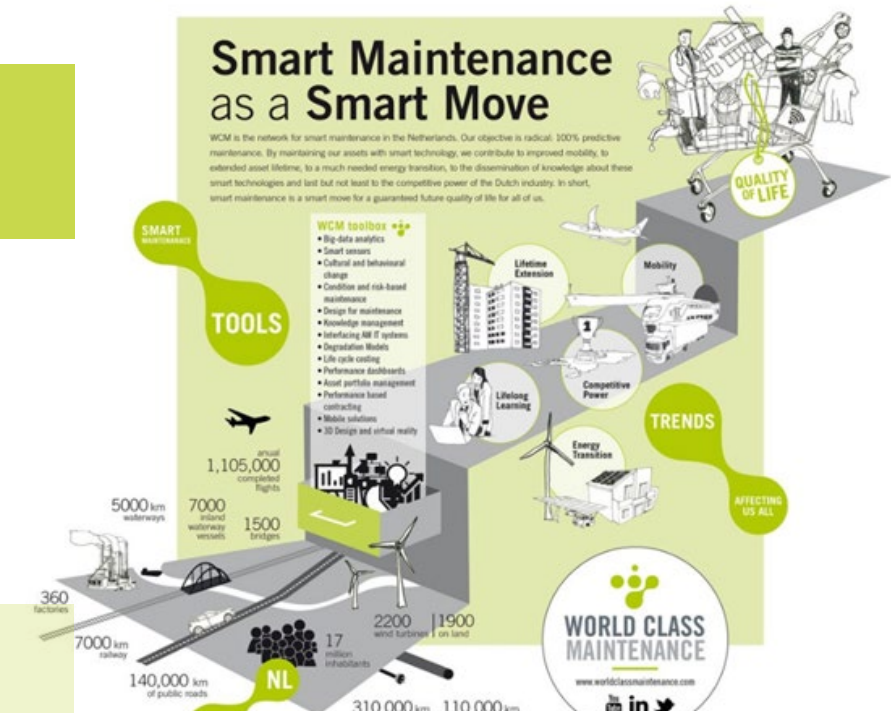 Smart Maintenance
as a Smart Move
WCM is the network for smart maintenance in the Netherlands. Our objective is radical: 100% predictive
maintenance. By maintaining our assets with smart technology, we contribute to improved mobility, to
extended asset lifetime, to a much needed energy transition, to the dissemination of knowledge about these
smart technologies and last but not least to the competitive power of the Dutch industry. In short,
smart maintenance is a smart move for a guaranteed future quality of life for all of us.
QUALITY
OF LIFE
SMART
MAINTENANACE
TOOLS
WCM toolbox
• Big-data analytics
• Smart sensors
• Cultural and behavioural
change
• Condition and risk-based
maintenance
• Design for maintenance
• Knowledge management
• Interfacing AM IT systems
• Degradation Models
• Life cycle costing
• Performance dashboards
• Asset portfolio management
• Performance based
contracting
• Mobile solutions
• 3D Design and virtual reality
Lifetime
Extension
Mobility
1
Competitive
Power
Lifelong
Learning
Energy
Transition
TRENDS
AFFECTING
US ALL
anual
1,105,000
completed
flights
5000 km
waterways
7000
inland
waterway
vessels
1500
bridges
360
factories
7000 km
railway
140,000 km
of public roads
17
million
inhabitants
NL
2200
wind turbines
1900
on land
310,000 km
110,000 km
WORLD CLASS
MAINTENANCE
www.worldclassmaintenance.com
You
in